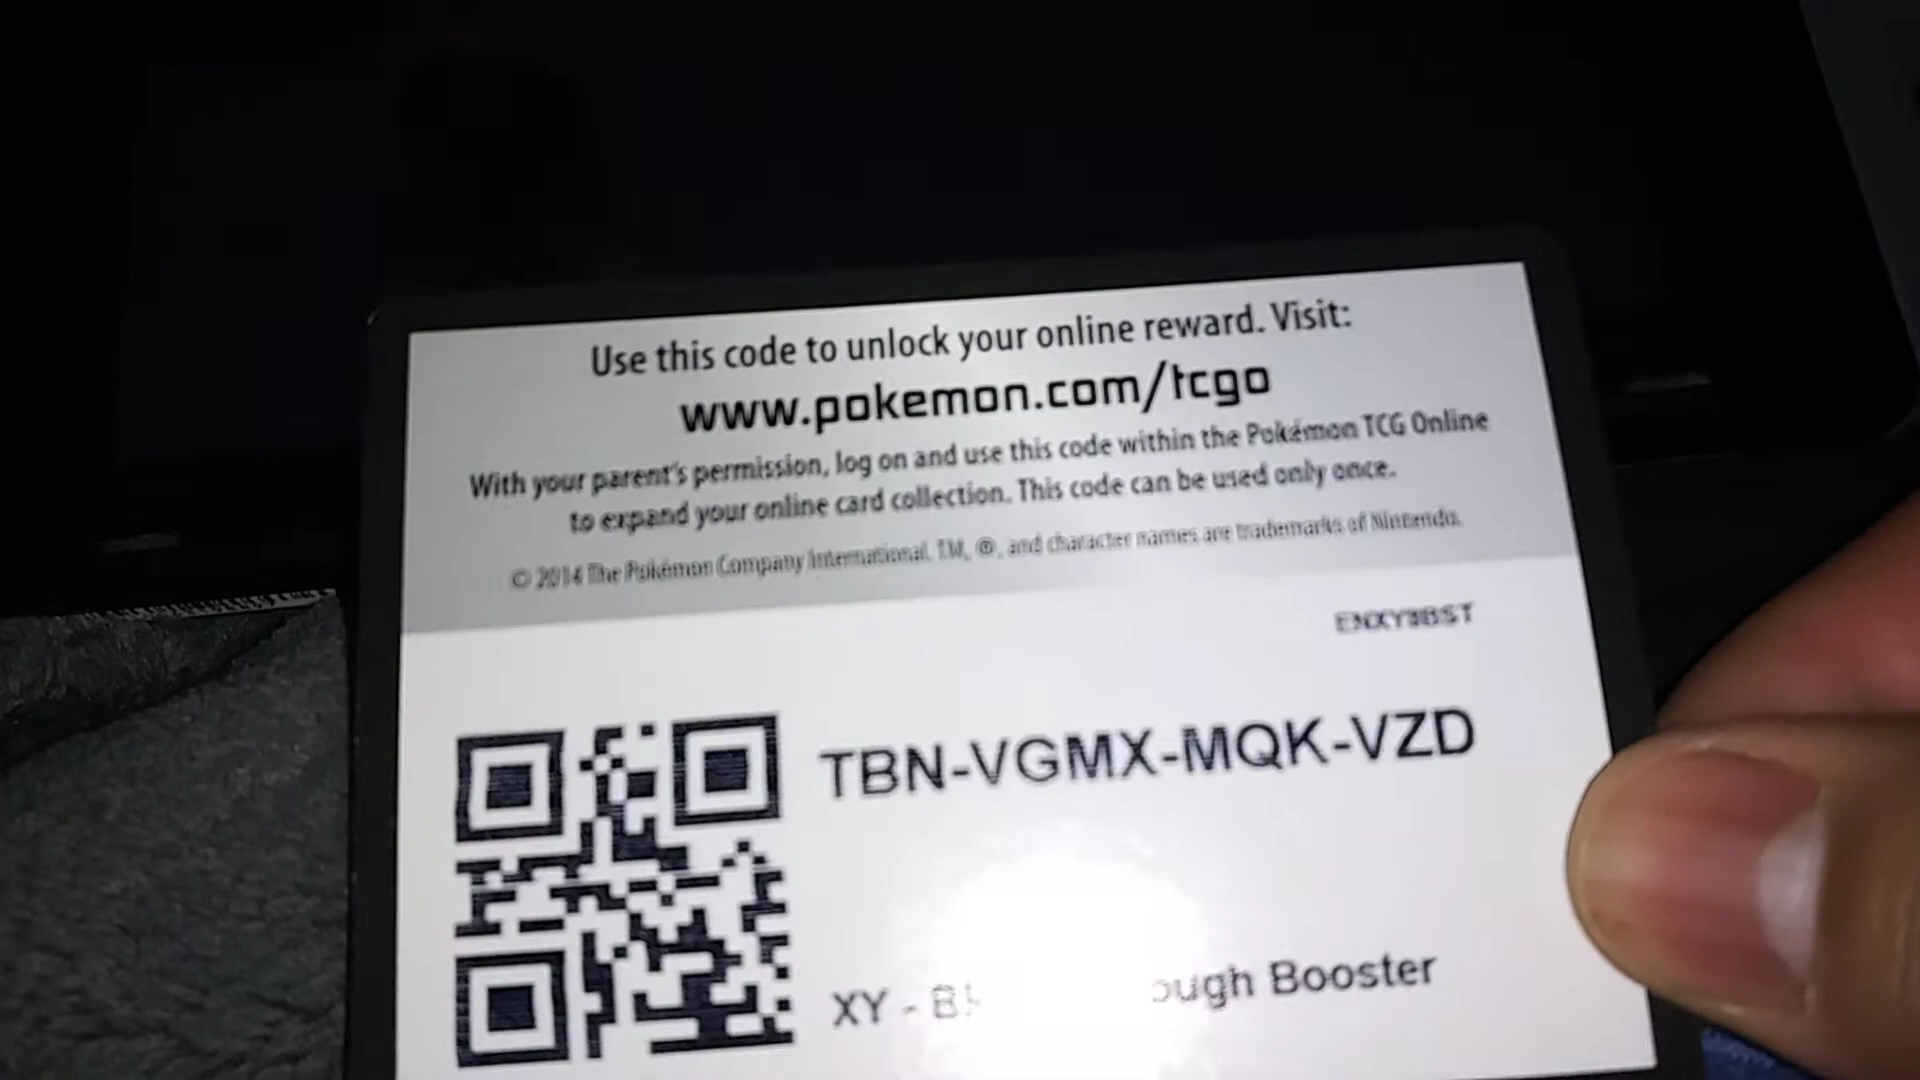 Use this code to unlock your online reward. Visit:
www.pokemon.com/tcgo
With your parent's permission, log on and use this code within the Pokémon TCG Online
to expand your online card collection. This code can be used only once.
© 2014 The Pokémon Company International. TM, ®, and character names are trademarks of Nintendo.
TBN-VGMX-MQK-VZD
XY - Booster